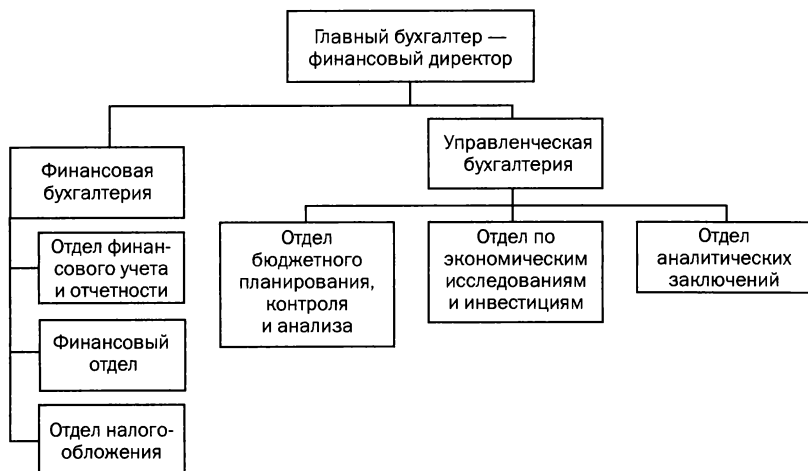 Главный бухгалтер —
финансовый директор
Финансовая
бухгалтерия
Управленческая
бухгалтерия
Отдел финан-
сового учета
и отчетности
Финансовый
отдел
Отдел налого-
обложения
Отдел
бюджетного
планирования,
контроля
и анализа
Отдел по
экономическим
исследованиям
и инвестициям
Отдел
аналитических
заключений